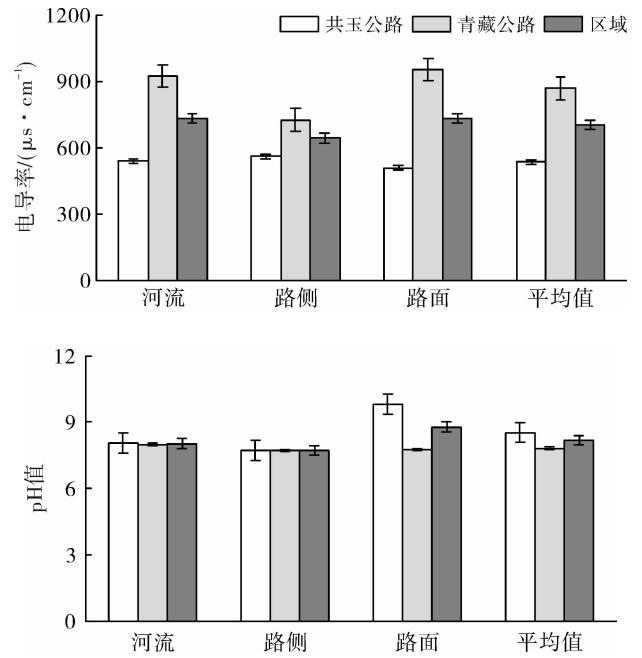 1200
共玉公路 青藏公路 区域
900
600
300
0
电导率/(μs·cm⁻¹)
河流 路侧 路面 平均值
12
9
6
3
0
pH值
河流 路侧 路面 平均值